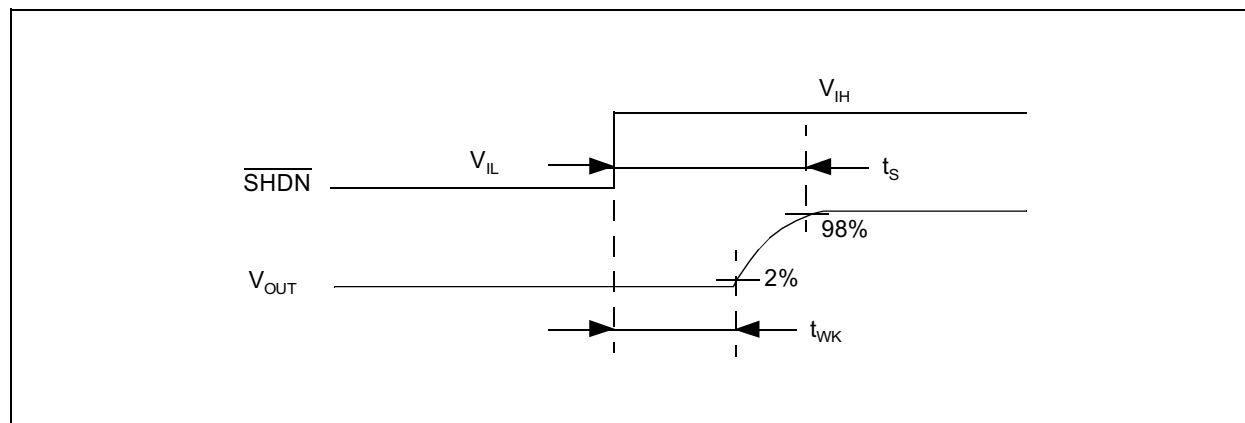 V_IH
V_IL
SHDN
t_S
98%
V_OUT
2%
t_WK